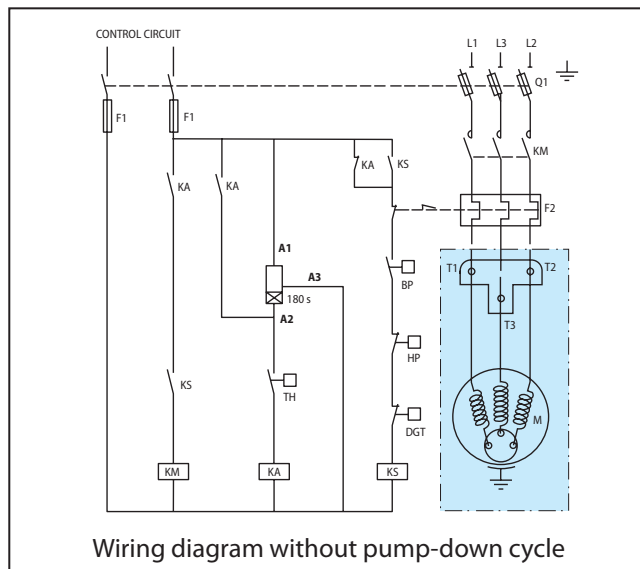 CONTROL CIRCUIT
L1 L3 L2
Q1
F1 F1
KA KS
KM
KA KA
F2
A1
A3
T1 T2
180 s
BP
A2
T3
HP
KS
TH
M
DGT
KM KA KS
Wiring diagram without pump-down cycle